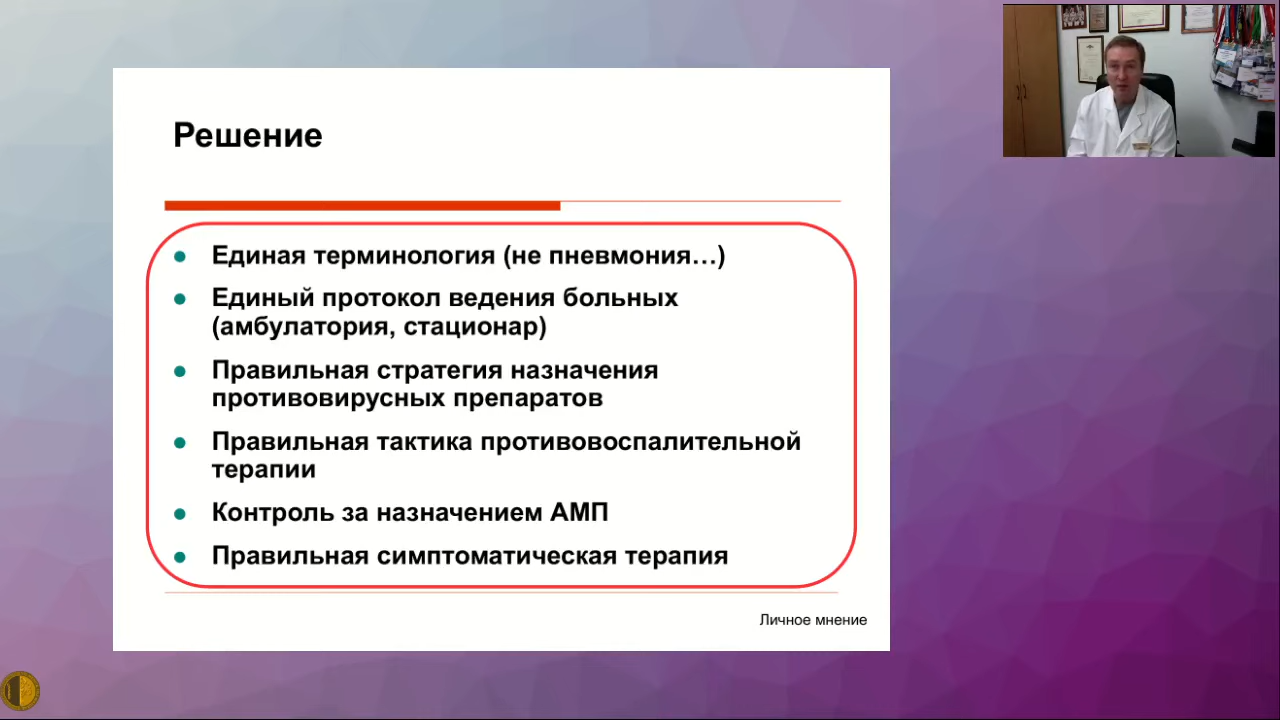 Решение
Единая терминология (не пневмония…)
Единый протокол ведения больных
(амбулатория, стационар)
Правильная стратегия назначения
противовирусных препаратов
Правильная тактика противовоспалительной
терапии
Контроль за назначением АМП
Правильная симптоматическая терапия
Личное мнение